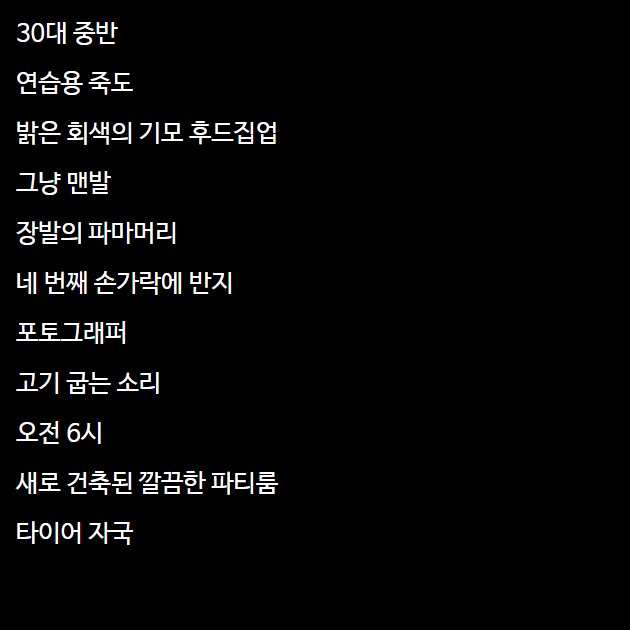 30대 중반
연습용 죽도
밝은 회색의 기모 후드집업
그냥 맨발
장발의 파마머리
네 번째 손가락에 반지
포토그래퍼
고기 굽는 소리
오전 6시
새로 건축된 깔끔한 파티룸
타이어 자국